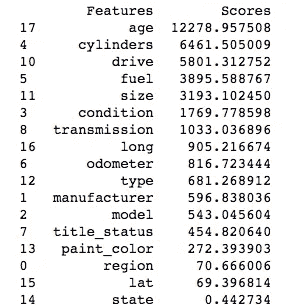 Features Scores
17 age 12278.957508
4 cylinders 6461.505009
10 drive 5801.312752
5 fuel 3895.588767
11 size 3193.102450
3 condition 1769.778598
8 transmission 1033.036896
16 long 905.216674
6 odometer 816.723444
12 type 681.268912
1 manufacturer 596.838036
2 model 543.045604
7 title_status 454.820640
13 paint_color 272.393903
0 region 70.666006
15 lat 69.396814
14 state 0.442734